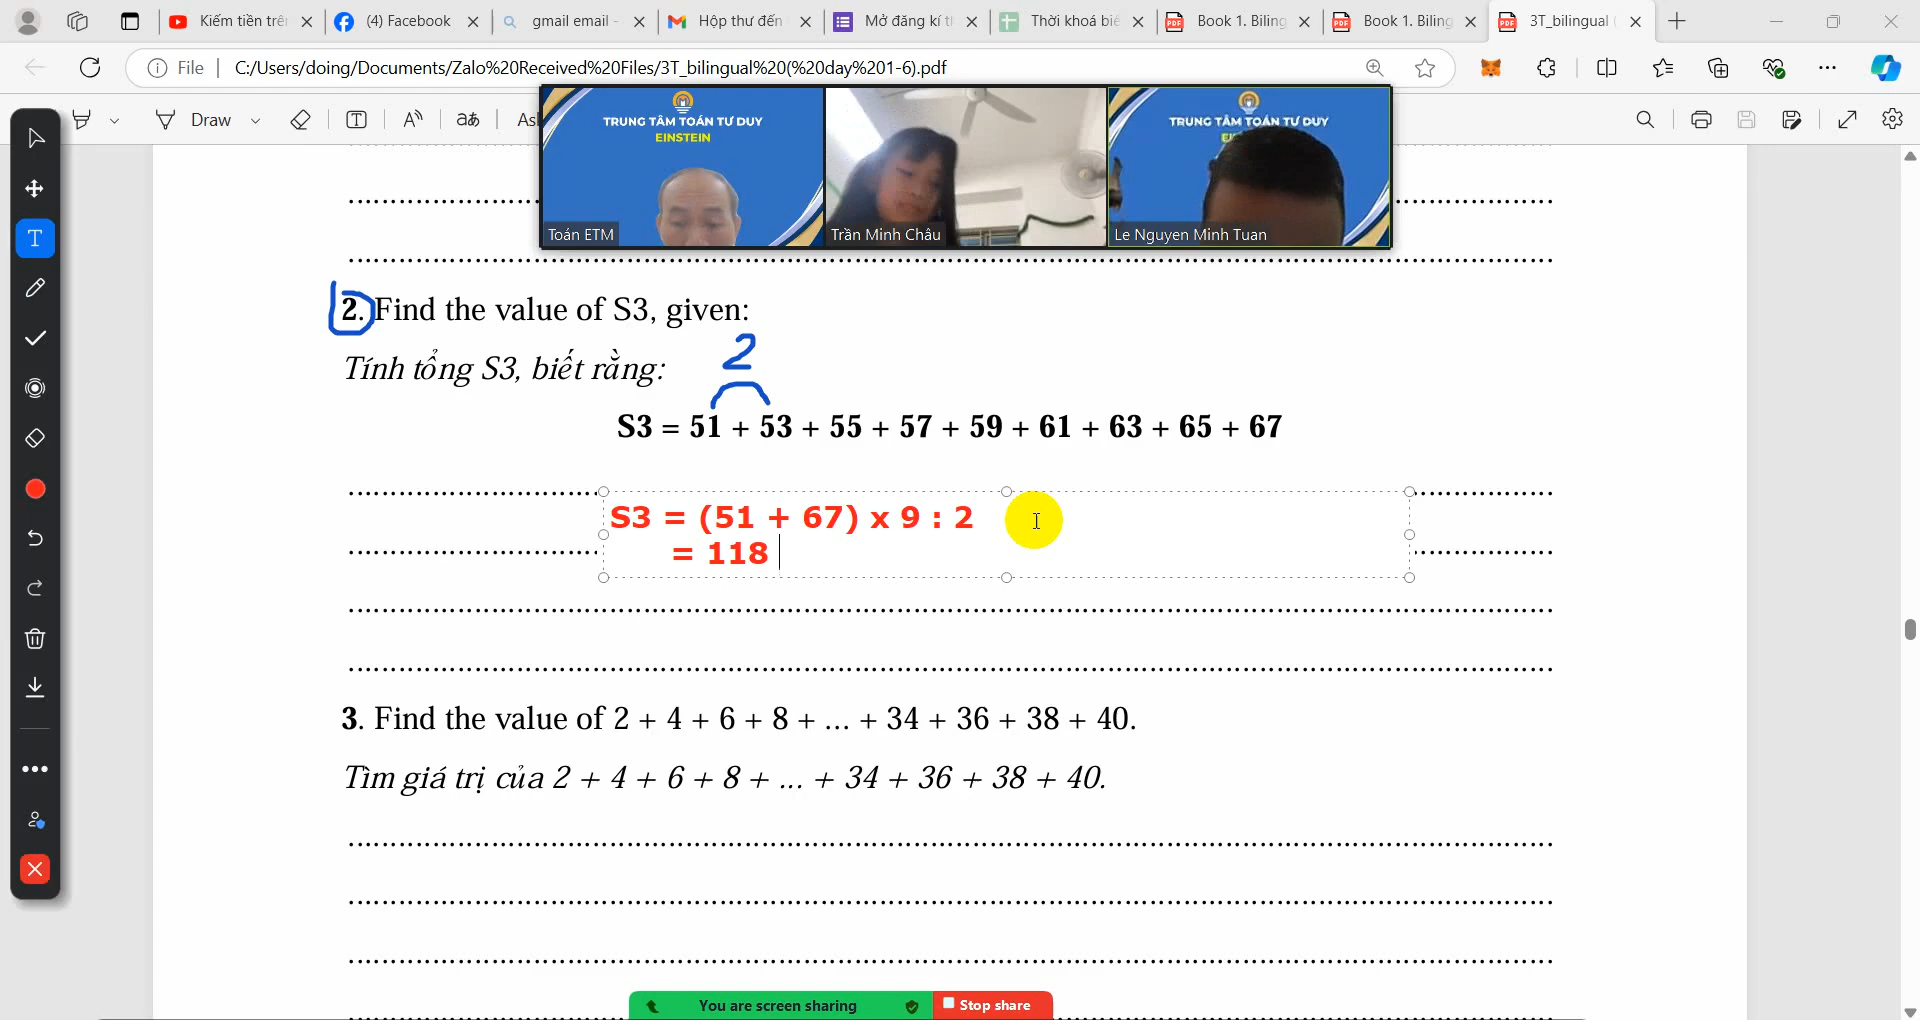 Kiếm tiền trê
(4) Facebook
gmail email -
Hộp thư đến
Mở đăng kí t
Thời khoá biê
Book 1. Biling
Book 1. Biling
3T_bilingual (
File
C:/Users/doing/Documents/Zalo%20Received%20Files/3T_bilingual%20(%20day%201-6).pdf
Draw
T
A
aあ
As
TRUNG TÂM TOÁN TƯ DUY
EINSTEIN
Toán ETM
Trần Minh Châu
TRUNG TÂM TOÁN TƯ DUY
Le Nguyen Minh Tuan
T
2. Find the value of S3, given:
Tính tổng S3, biết rằng:
2
S3 = 51 + 53 + 55 + 57 + 59 + 61 + 63 + 65 + 67
S3 = (51 + 67) x 9 : 2
= 118
3. Find the value of 2 + 4 + 6 + 8 + ... + 34 + 36 + 38 + 40.
Tìm giá trị của 2 + 4 + 6 + 8 + ... + 34 + 36 + 38 + 40.
You are screen sharing
Stop share